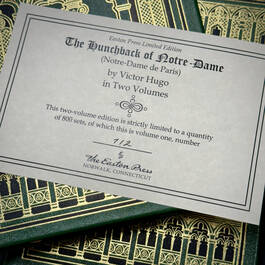 Easton Press Limited Edition
The Hunchback of Notre-Dame
(Notre-Dame de Paris)
by Victor Hugo
in Two Volumes
This two-volume edition is strictly limited to a quantity
of 800 sets, of which this is volume one, number
712
The Easton Press
NORWALK, CONNECTICUT